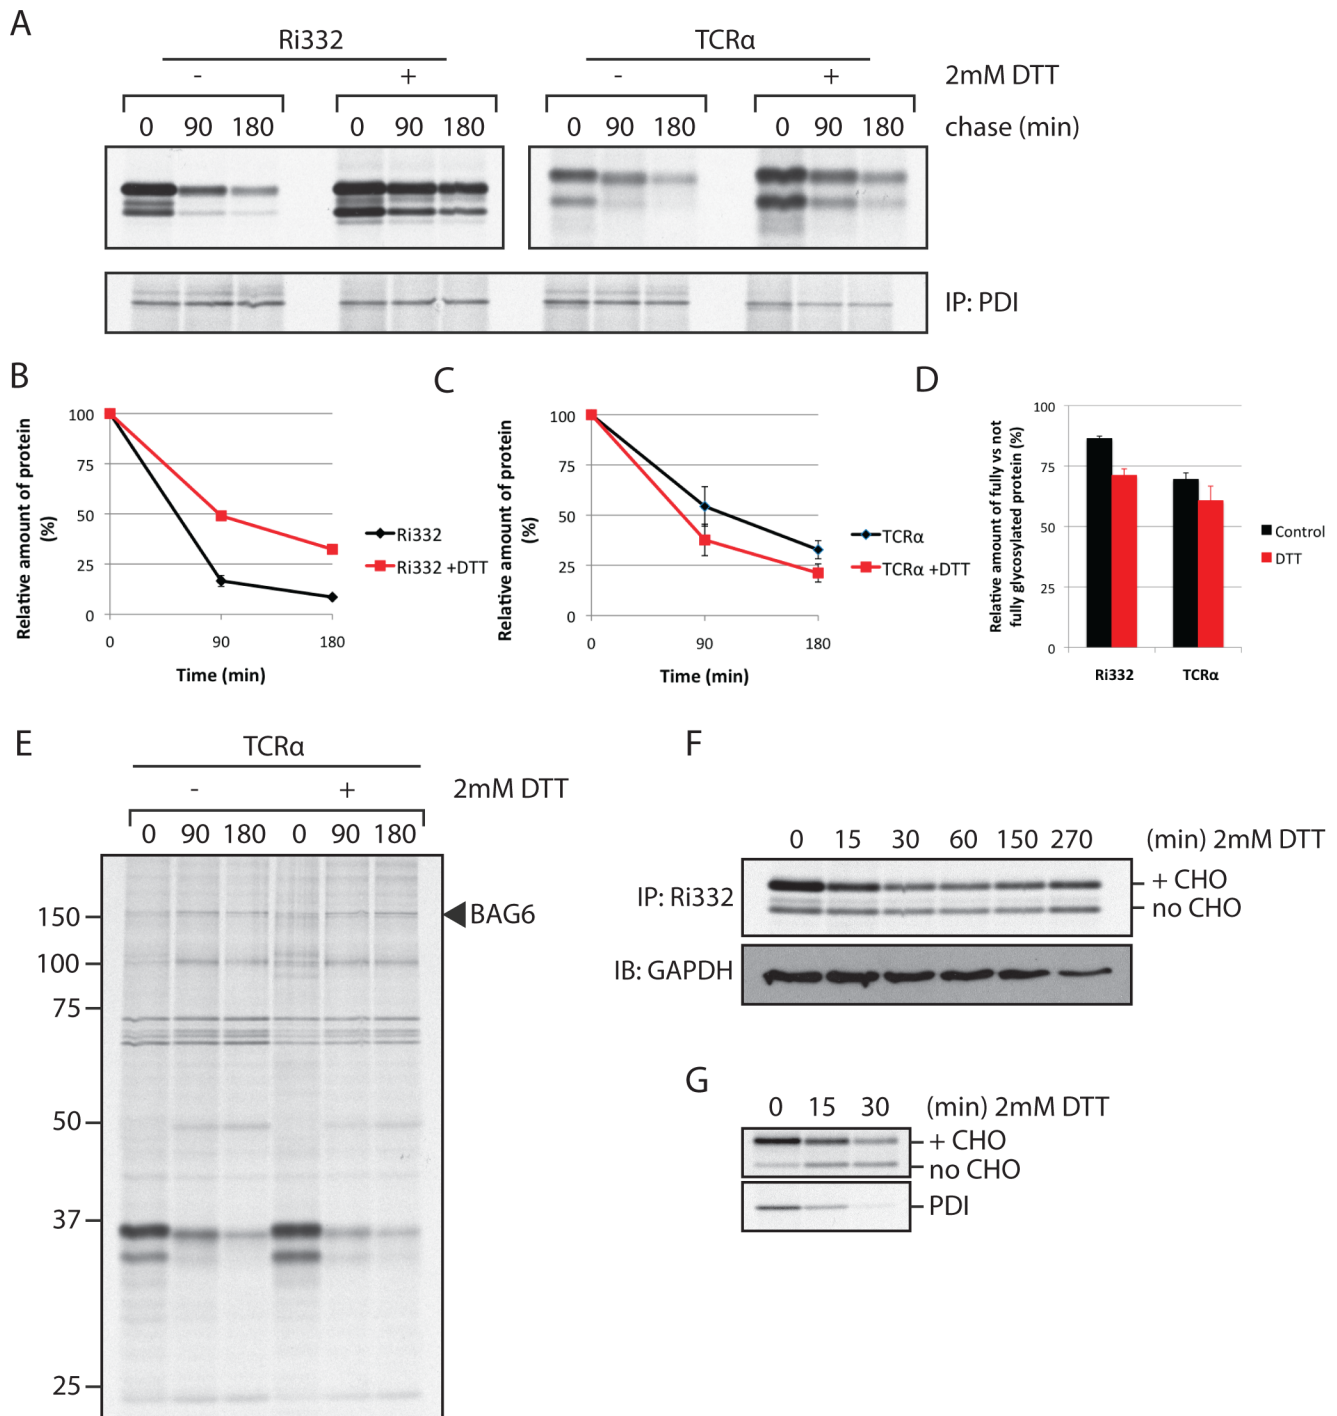 A
Ri332 TCRα
- + - + 2mM DTT
0 90 180 0 90 180 0 90 180 0 90 180 chase (min)
IP: PDI
B
Relative amount of protein
(%)
100
75
50
25
0
0 90 180
Time (min)
Ri332
Ri332 +DTT
C
Relative amount of protein
(%)
100
75
50
25
0
0 90 180
Time (min)
TCRα
TCRα +DTT
D
Relative amount of fully vs not
fully glycosylated protein (%)
100
75
50
25
0
Ri332 TCRα
Control
DTT
E
TCRα
- + 2mM DTT
0 90 180 0 90 180
150
100
75
50
37
25
BAG6
F
0 15 30 60 150 270 (min) 2mM DTT
IP: Ri332
+ CHO
no CHO
IB: GAPDH
G
0 15 30 (min) 2mM DTT
+ CHO
no CHO
PDI